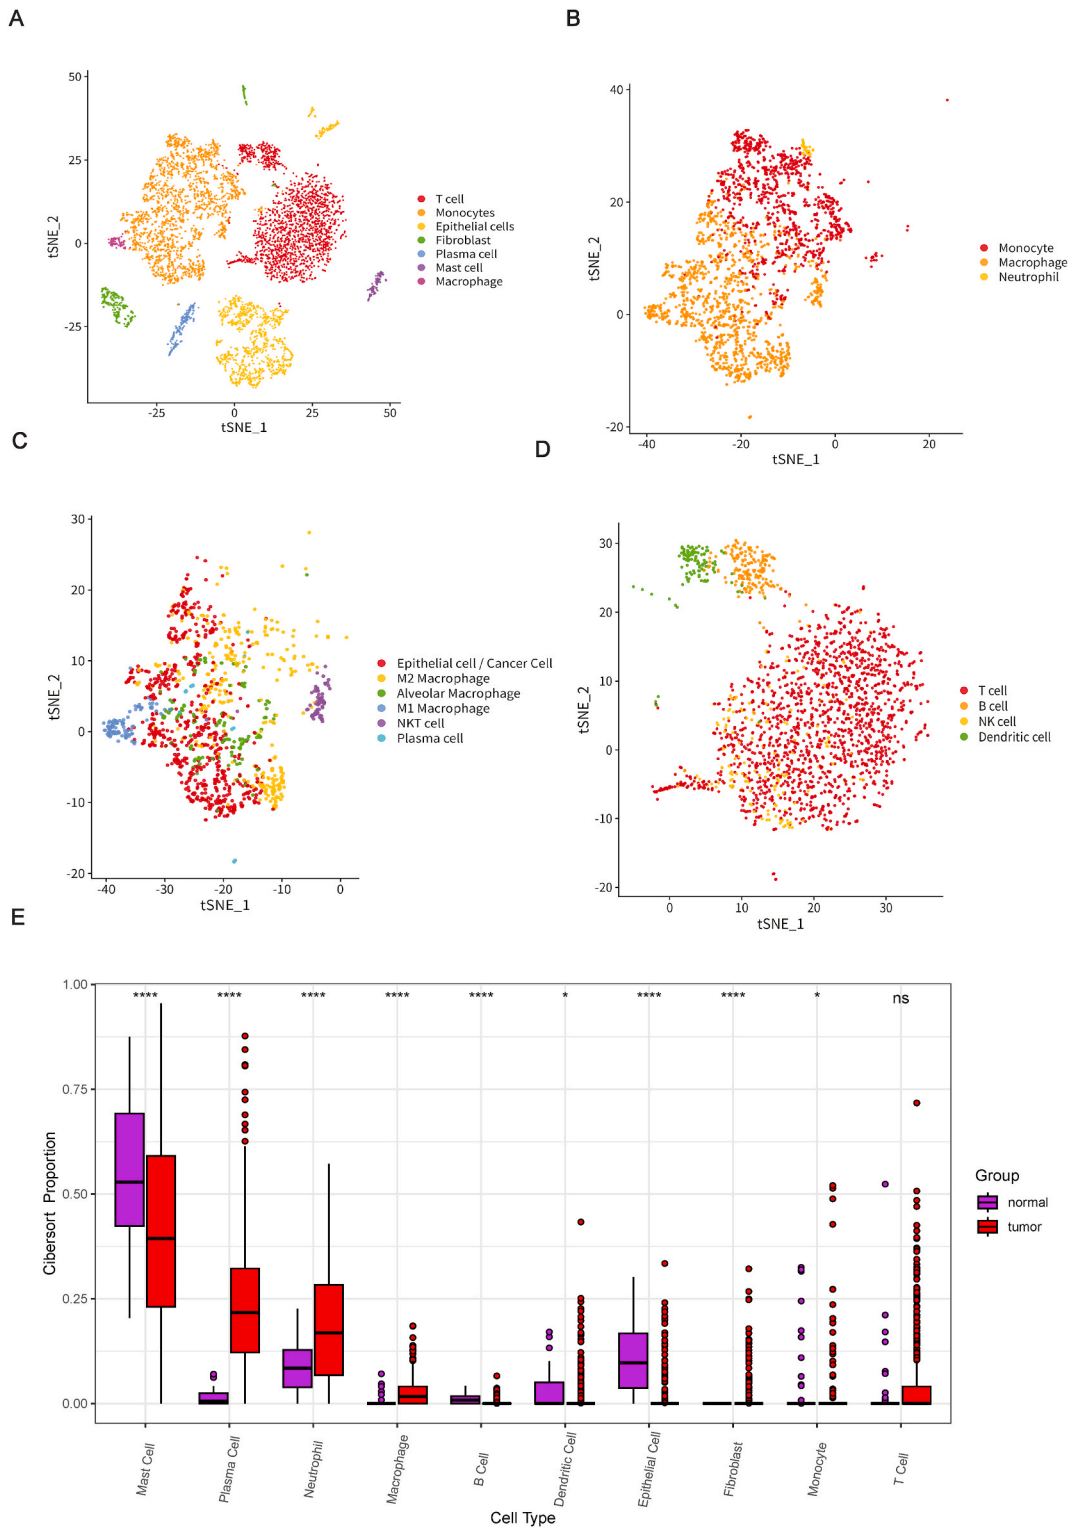 A
50
25
0
-25
tSNE_2
-25
0
25
50
tSNE_1
T cell
Monocytes
Epithelial cells
Fibroblast
Plasma cell
Mast cell
Macrophage
B
40
20
0
-20
tSNE_2
-40
-20
0
20
tSNE_1
Monocyte
Macrophage
Neutrophil
C
30
20
10
0
-10
-20
tSNE_2
-40
-30
-20
-10
0
tSNE_1
Epithelial cell / Cancer Cell
M2 Macrophage
Alveolar Macrophage
M1 Macrophage
NKT cell
Plasma cell
D
30
20
10
0
-10
-20
tSNE_2
0
10
20
30
tSNE_1
T cell
B cell
NK cell
Dendritic cell
E
1.00
0.75
0.50
0.25
0.00
Cibersort Proportion
****
****
****
****
****
*
****
****
*
ns
Mast Cell
Plasma Cell
Neutrophil
Macrophage
B Cell
Dendritic Cell
Epithelial Cell
Fibroblast
Monocyte
T Cell
Cell Type
Group
normal
tumor